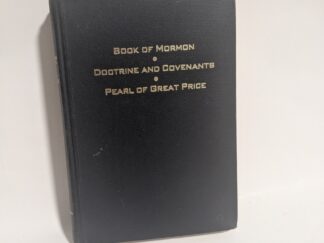 Book of Mormon
•
Doctrine and Covenants
•
Pearl of Great Price